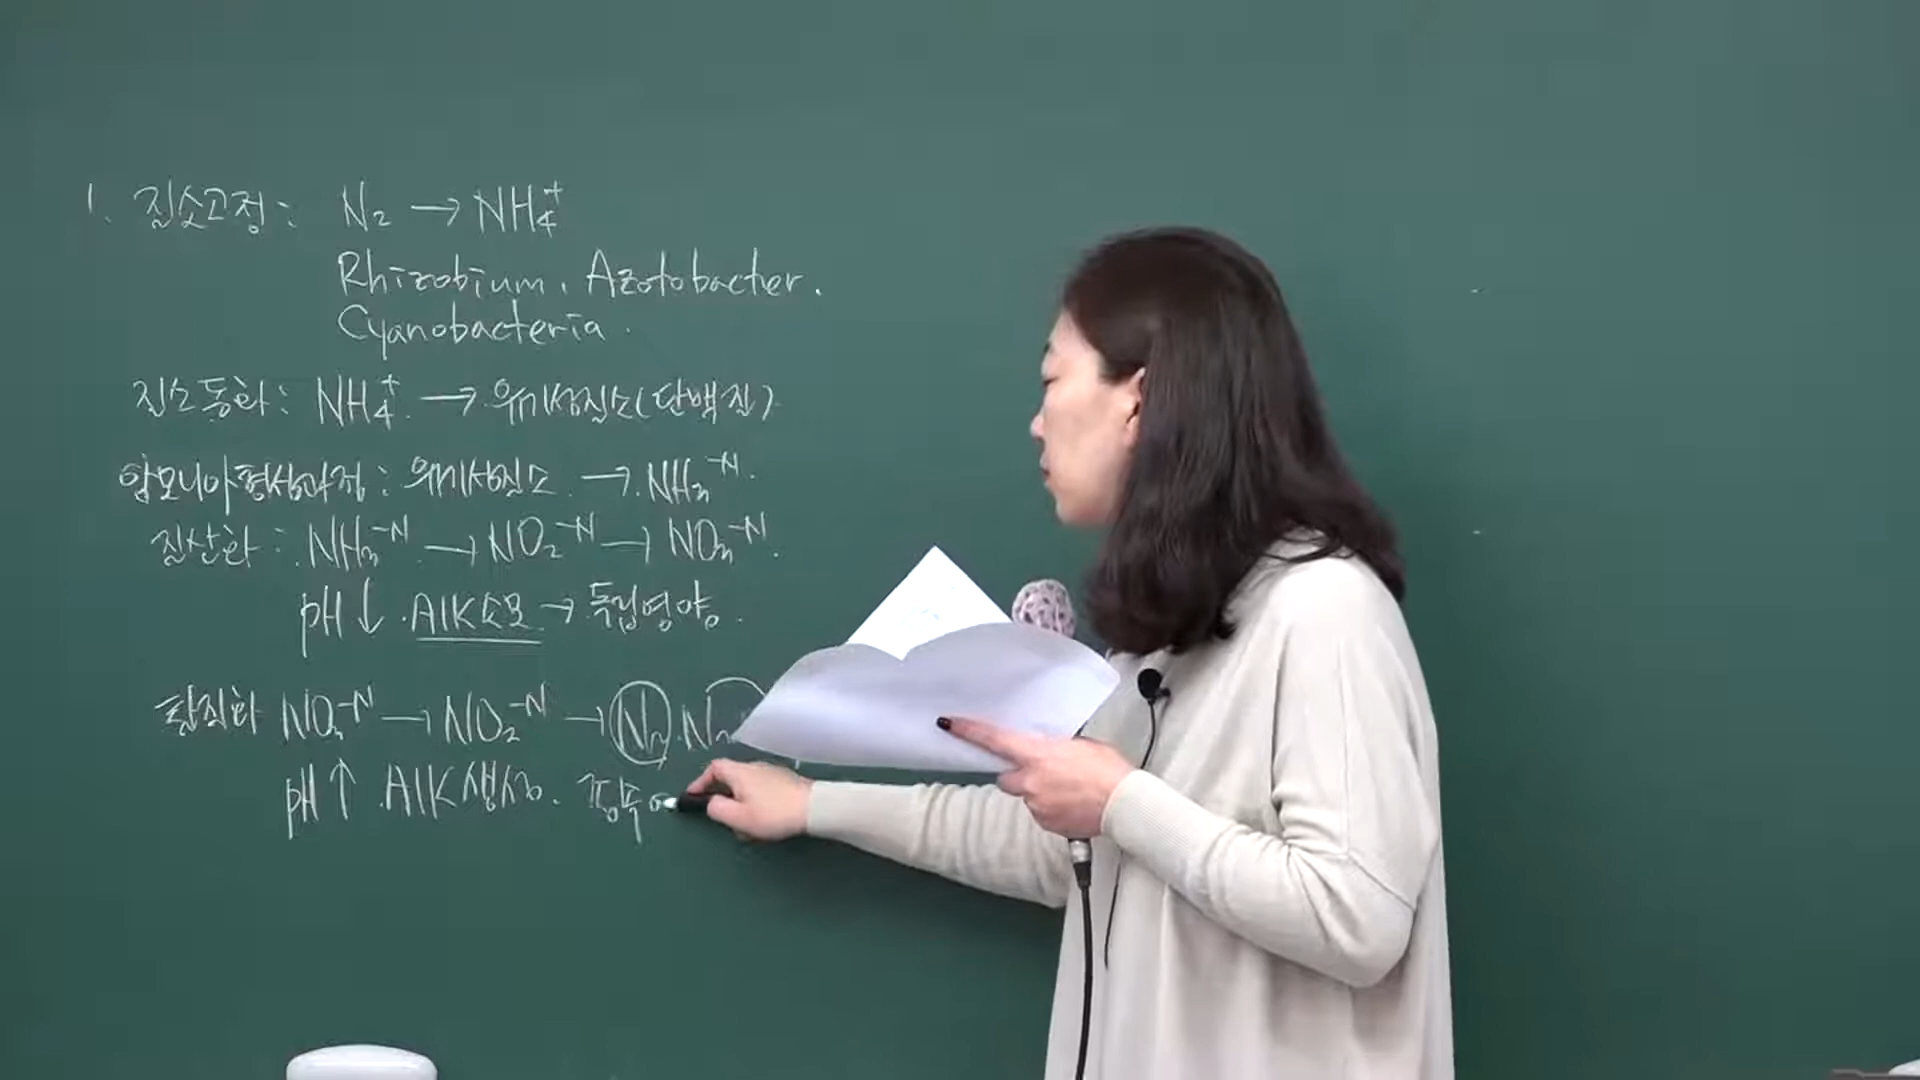 1. 질소고정: N₂ → NH₄⁺
Rhizobium, Azotobacter.
Cyanobacteria.
질소동화: NH₄⁺ → 유기성질소(단백질)
암모니아형성과정: 유기성질소 → NH₃-N.
질산화: NH₃-N → NO₂-N → NO₃-N.
pH↓. AlK소모 → 독립영양.
탈질화 NO₃-N → NO₂-N → N₂. N₂
pH↑. AlK생성. 종속